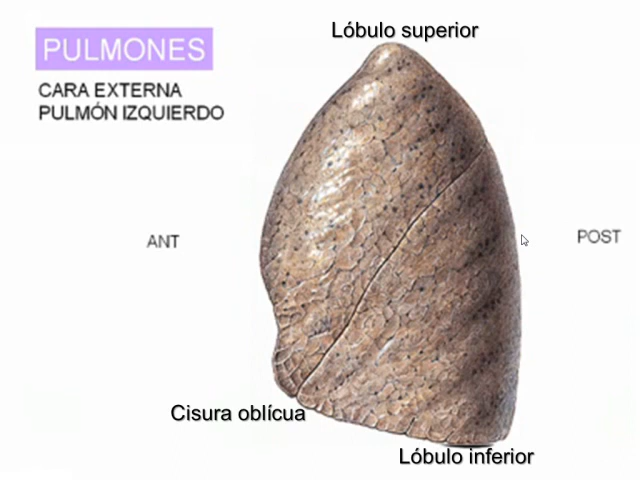 Lóbulo superior
PULMONES
CARA EXTERNA
PULMÓN IZQUIERDO
ANT
POST
Cisura oblícua
Lóbulo inferior